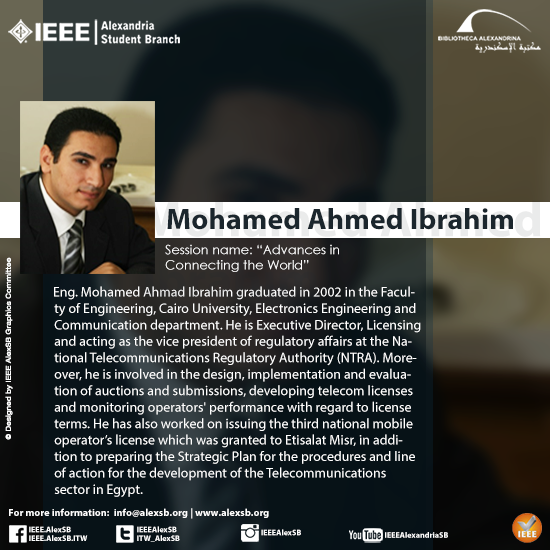 IEEE
Alexandria
Student Branch
BIBLIOTHECA ALEXANDRINA
مكتبة الإسكندرية
Mohamed Ahmed Ibrahim
Session name: “Advances in
Connecting the World”
Eng. Mohamed Ahmad Ibrahim graduated in 2002 in the Facul-
ty of Engineering, Cairo University, Electronics Engineering and
Communication department. He is Executive Director, Licensing
and acting as the vice president of regulatory affairs at the Na-
tional Telecommunications Regulatory Authority (NTRA). More-
over, he is involved in the design, implementation and evalua-
tion of auctions and submissions, developing telecom licenses
and monitoring operators' performance with regard to license
terms. He has also worked on issuing the third national mobile
operator’s license which was granted to Etisalat Misr, in addi-
tion to preparing the Strategic Plan for the procedures and line
of action for the development of the Telecommunications
sector in Egypt.
© Designed by IEEE AlexSB Graphics Committee
For more information: info@alexsb.org | www.alexsb.org
IEEE.AlexSB
IEEE.AlexSB.ITW
IEEEAlexSB
ITW_AlexSB
IEEEAlexSB
YouTube IEEEAlexandriaSB
IEEE